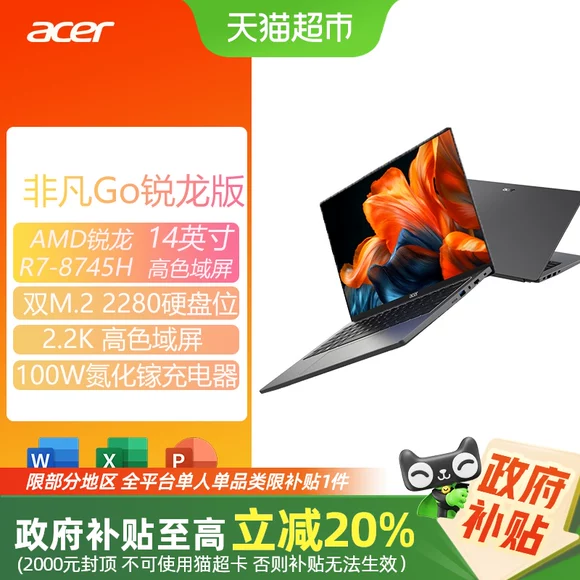 acer
天猫超市
非凡Go锐龙版
AMD锐龙 14英寸
R7-8745H 高色域屏
双M.2 2280硬盘位
2.2K 高色域屏
100W氮化镓充电器
acer
W X P
限部分地区 全平台单人单品类限补贴1件
政府补贴至高 立减20%
(2000元封顶 不可使用猫超卡 否则补贴无法生效)
政府
补贴